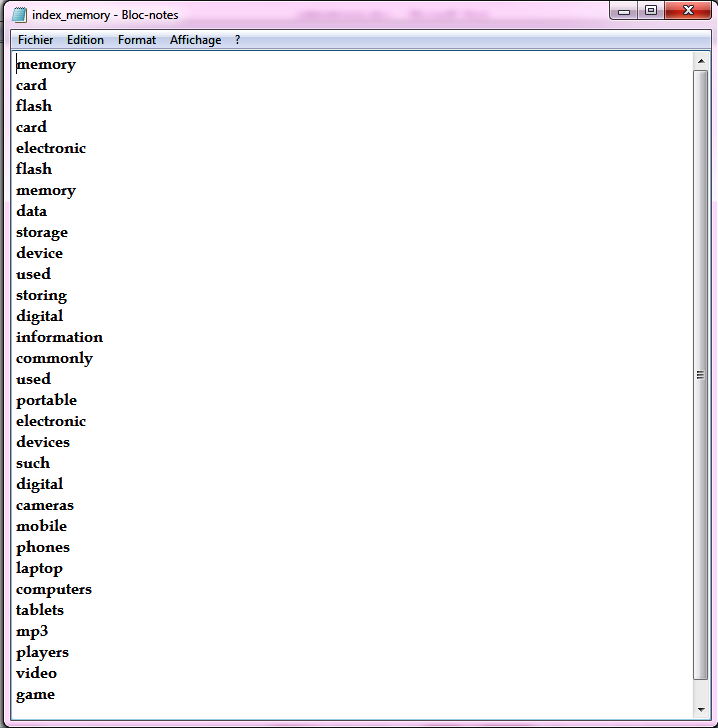 index_memory - Bloc-notes
Fichier Edition Format Affichage ?
memory
card
flash
card
electronic
flash
memory
data
storage
device
used
storing
digital
information
commonly
used
portable
electronic
devices
such
digital
cameras
mobile
phones
laptop
computers
tablets
mp3
players
video
game